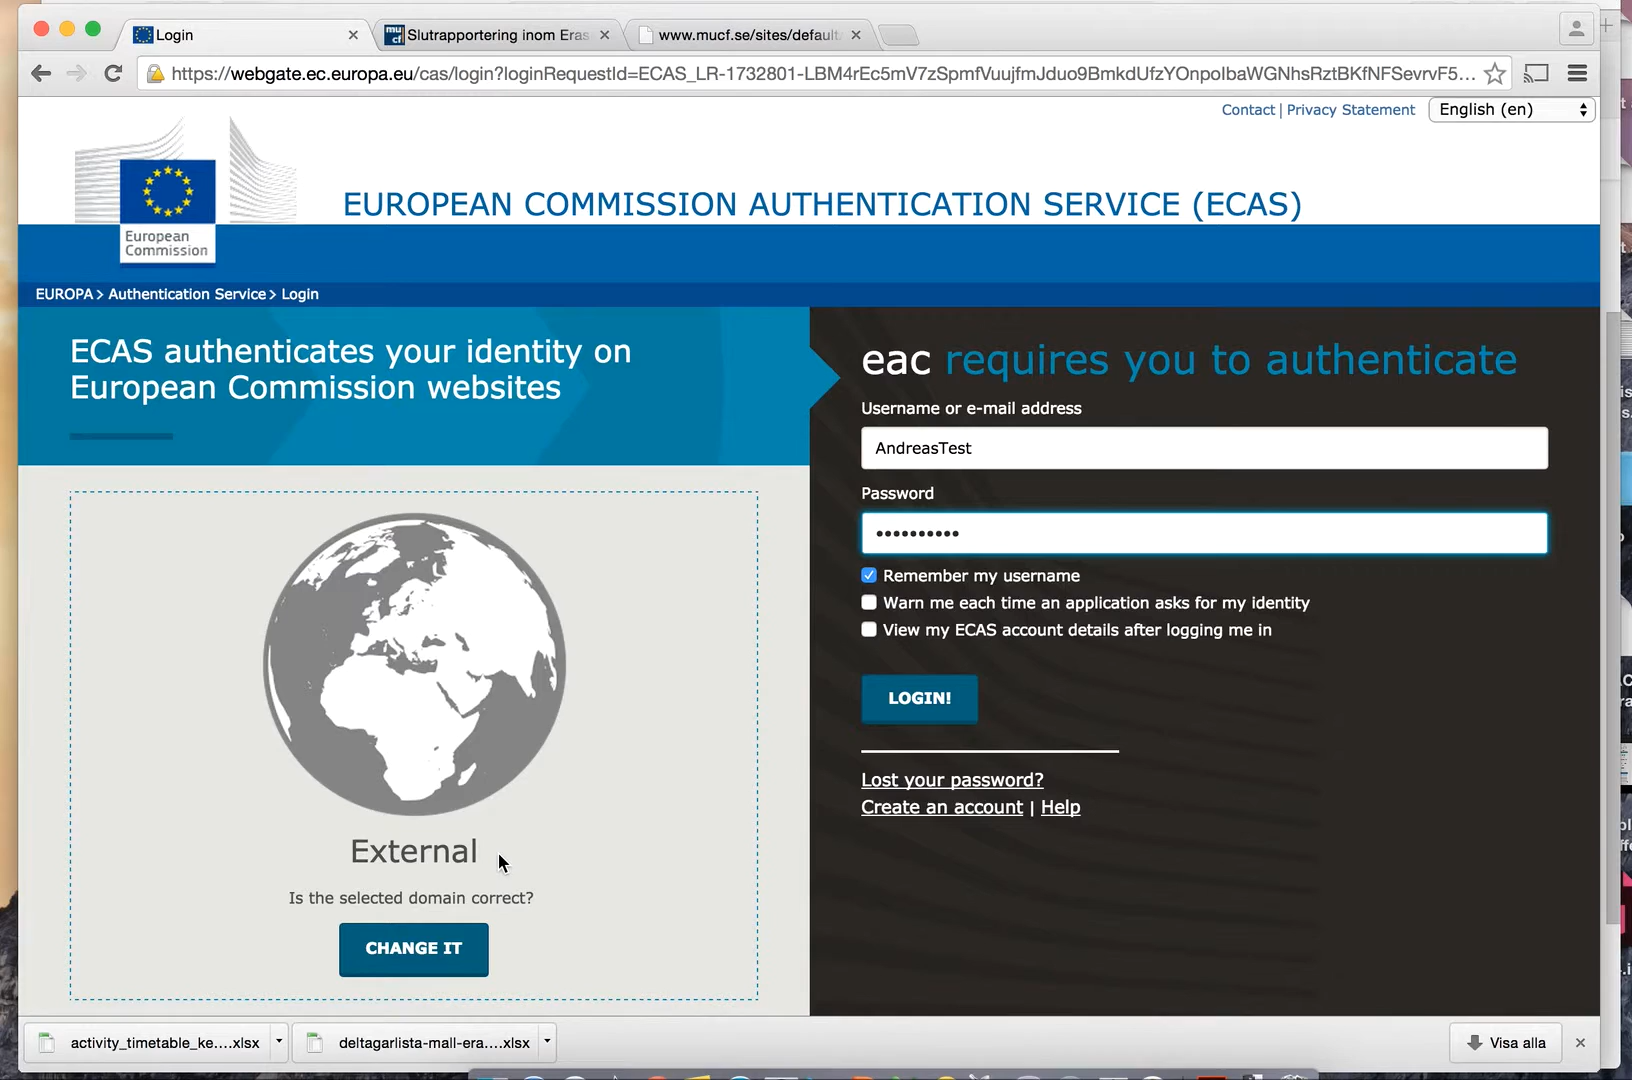 Login
Slutrapportering inom Eras
www.mucf.se/sites/default
https://webgate.ec.europa.eu/cas/login?loginRequestId=ECAS_LR-1732801-LBM4rEc5mV7zSpmfVuujfmJduo9BmkdUfzYOnpolbaWGNhsRztBKfNFSevrvF5...
Contact | Privacy Statement
English (en)
EUROPEAN COMMISSION AUTHENTICATION SERVICE (ECAS)
European
Commission
EUROPA > Authentication Service > Login
ECAS authenticates your identity on
European Commission websites
eac requires you to authenticate
Username or e-mail address
AndreasTest
Password
••••••••••
Remember my username
Warn me each time an application asks for my identity
View my ECAS account details after logging me in
LOGIN!
Lost your password?
Create an account | Help
External
Is the selected domain correct?
CHANGE IT
activity_timetable_ke....xlsx
deltagarlista-mall-era....xlsx
Visa alla